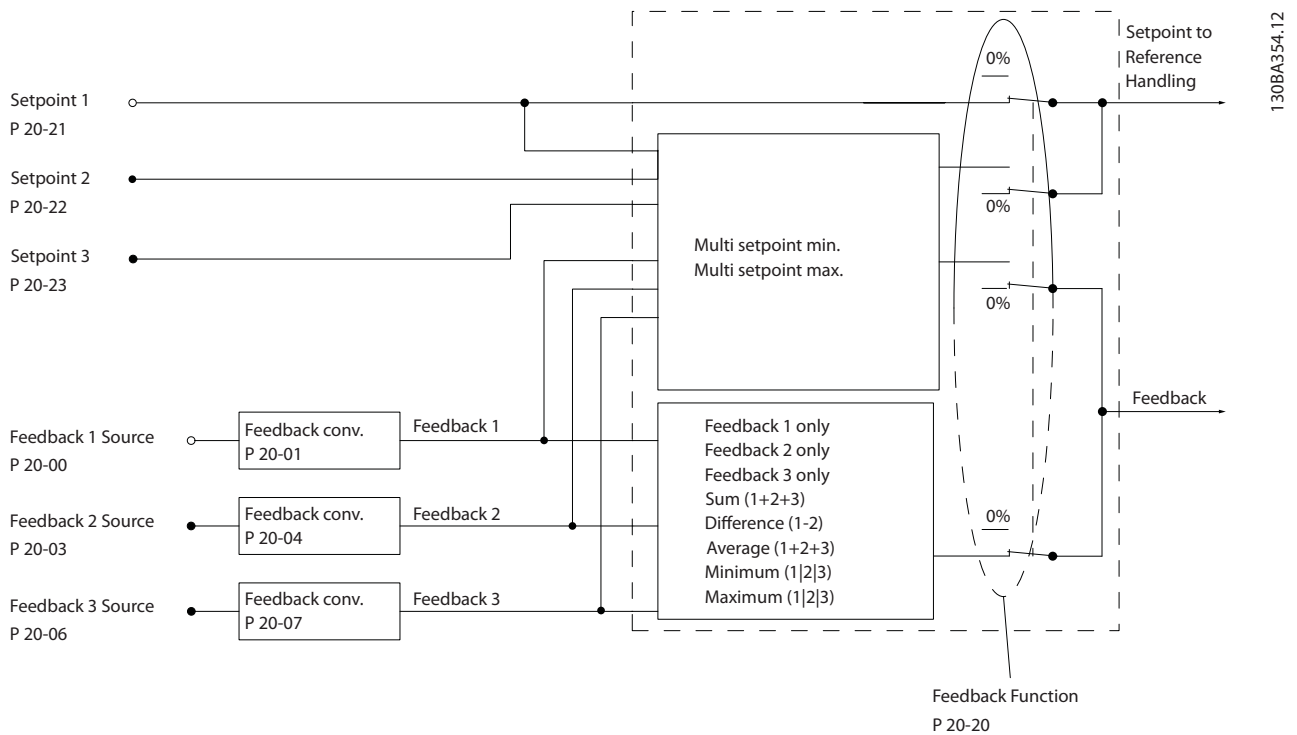 130BA354.12
Setpoint to
Reference
Handling
0%
Setpoint 1
P 20-21
Setpoint 2
P 20-22
0%
Setpoint 3
P 20-23
Multi setpoint min.
Multi setpoint max.
0%
Feedback
Feedback 1 Source
P 20-00
Feedback conv.
P 20-01
Feedback 1
Feedback 2 Source
P 20-03
Feedback conv.
P 20-04
Feedback 2
Feedback 3 Source
P 20-06
Feedback conv.
P 20-07
Feedback 3
Feedback 1 only
Feedback 2 only
Feedback 3 only
Sum (1+2+3)
Difference (1-2)
Average (1+2+3)
Minimum (1|2|3)
Maximum (1|2|3)
0%
Feedback Function
P 20-20